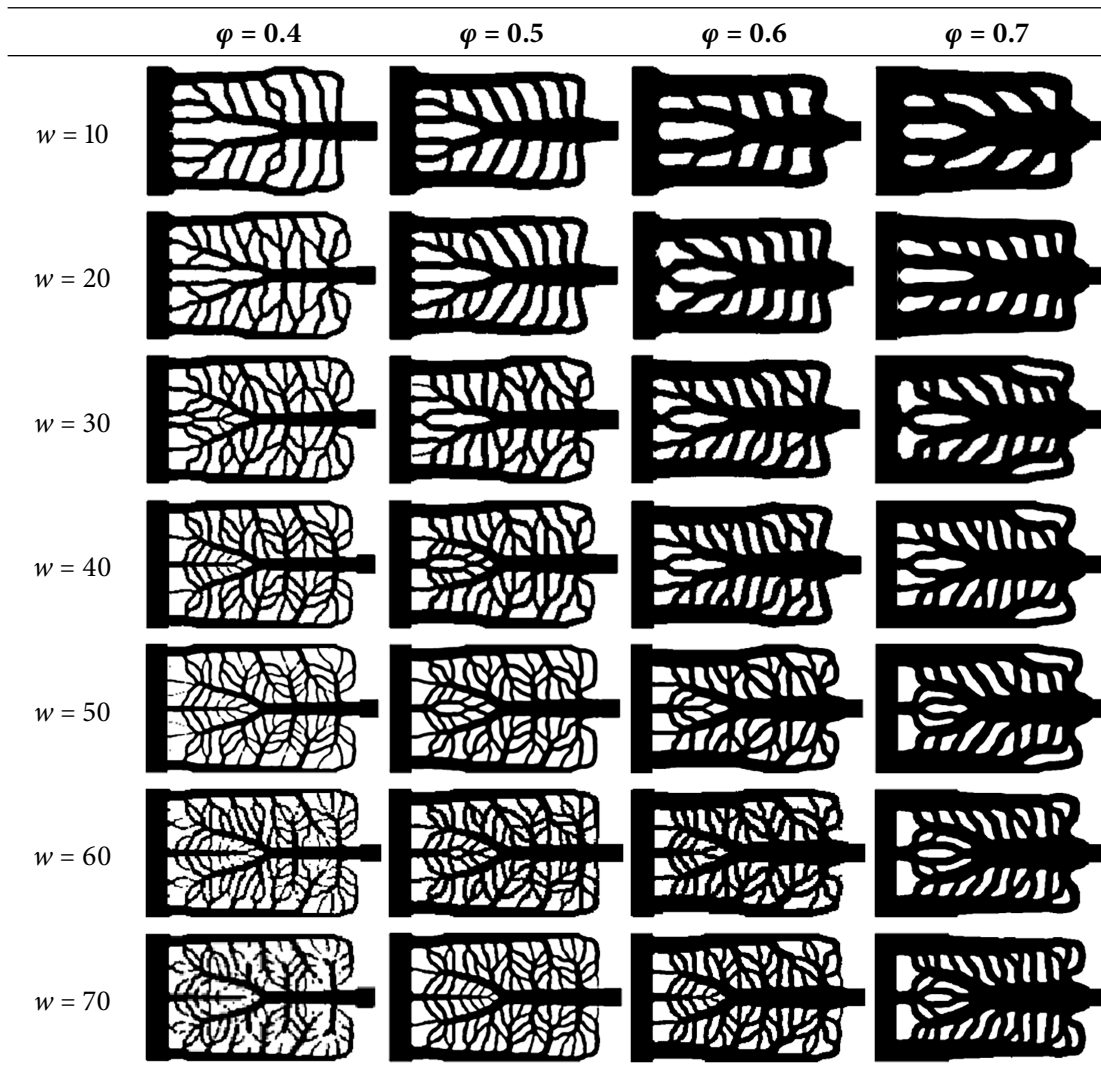 φ = 0.4 φ = 0.5 φ = 0.6 φ = 0.7
w = 10
w = 20
w = 30
w = 40
w = 50
w = 60
w = 70